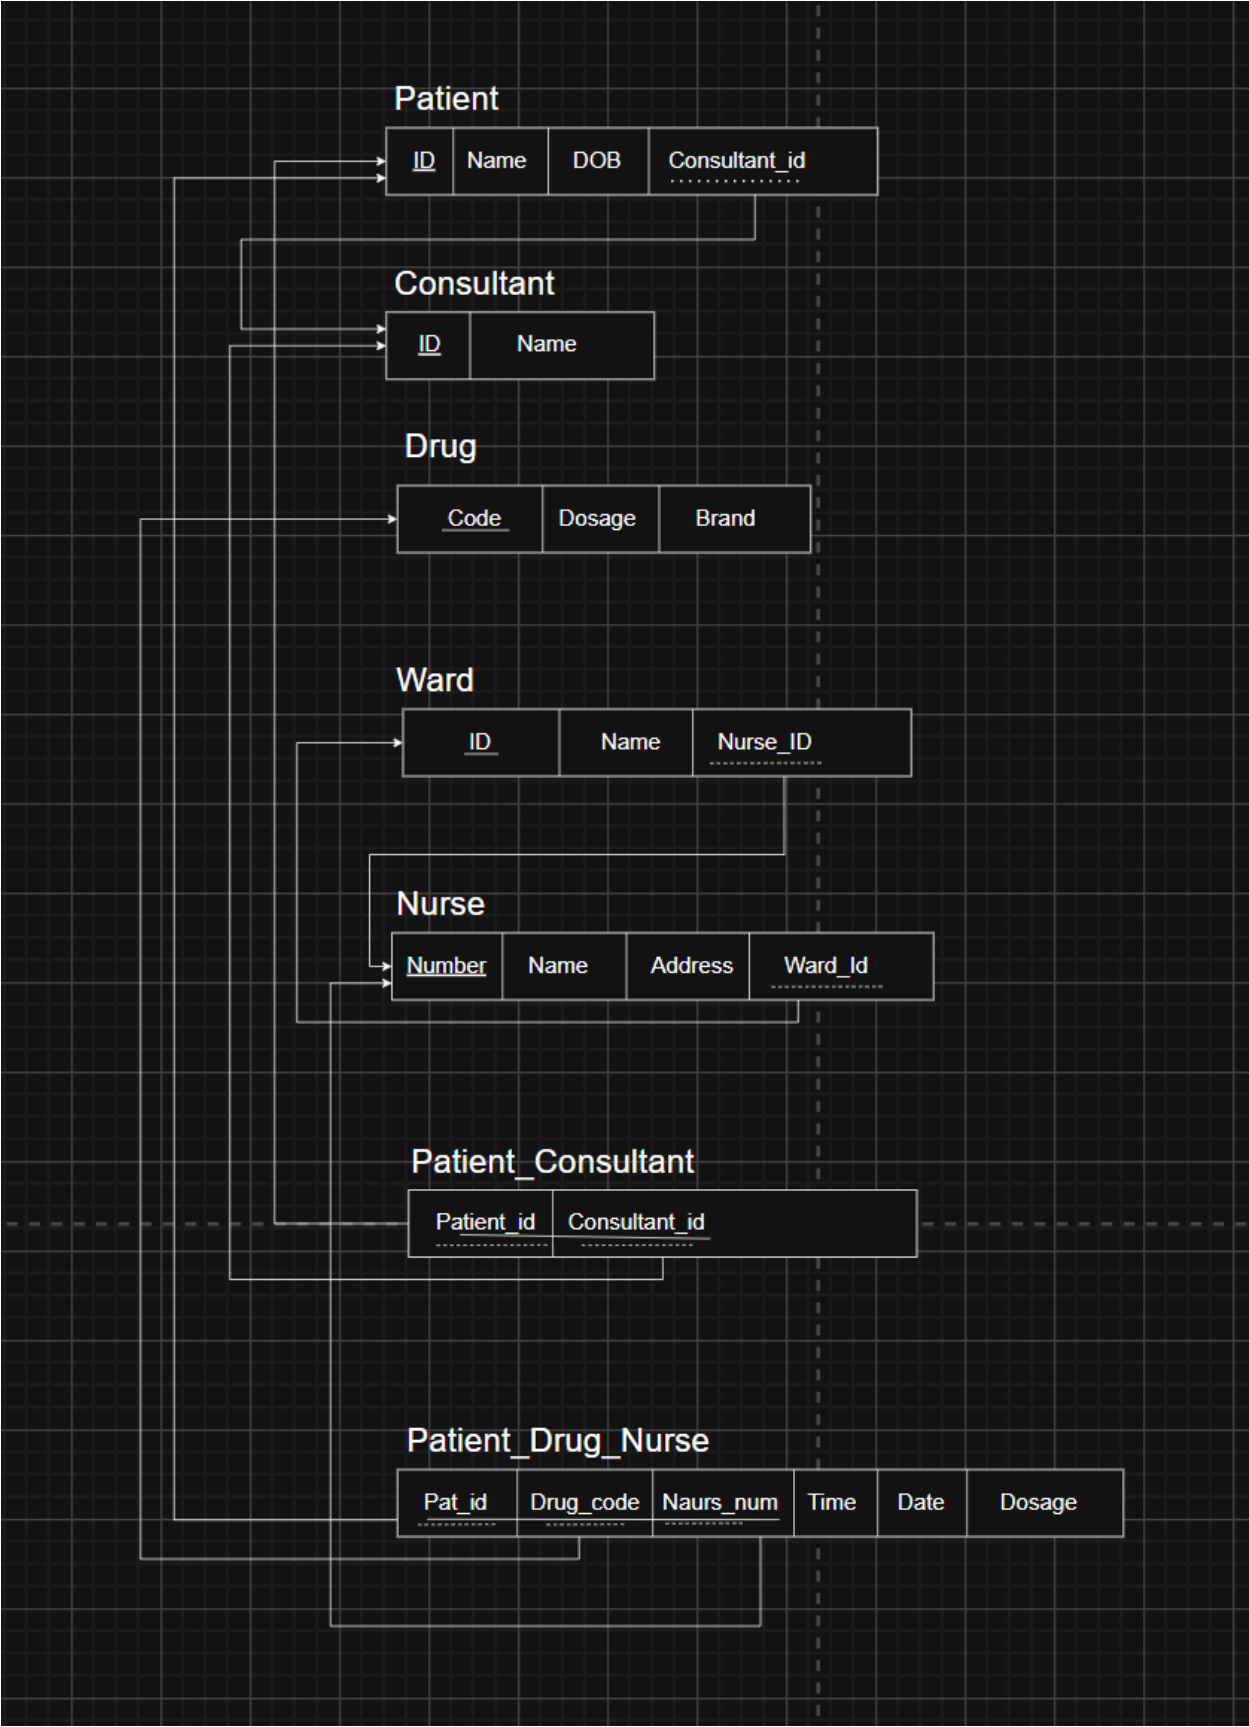 Patient
ID Name DOB Consultant_id
Consultant
ID Name
Drug
Code Dosage Brand
Ward
ID Name Nurse_ID
Nurse
Number Name Address Ward_Id
Patient_Consultant
Patient_id Consultant_id
Patient_Drug_Nurse
Pat_id Drug_code Naurs_num Time Date Dosage